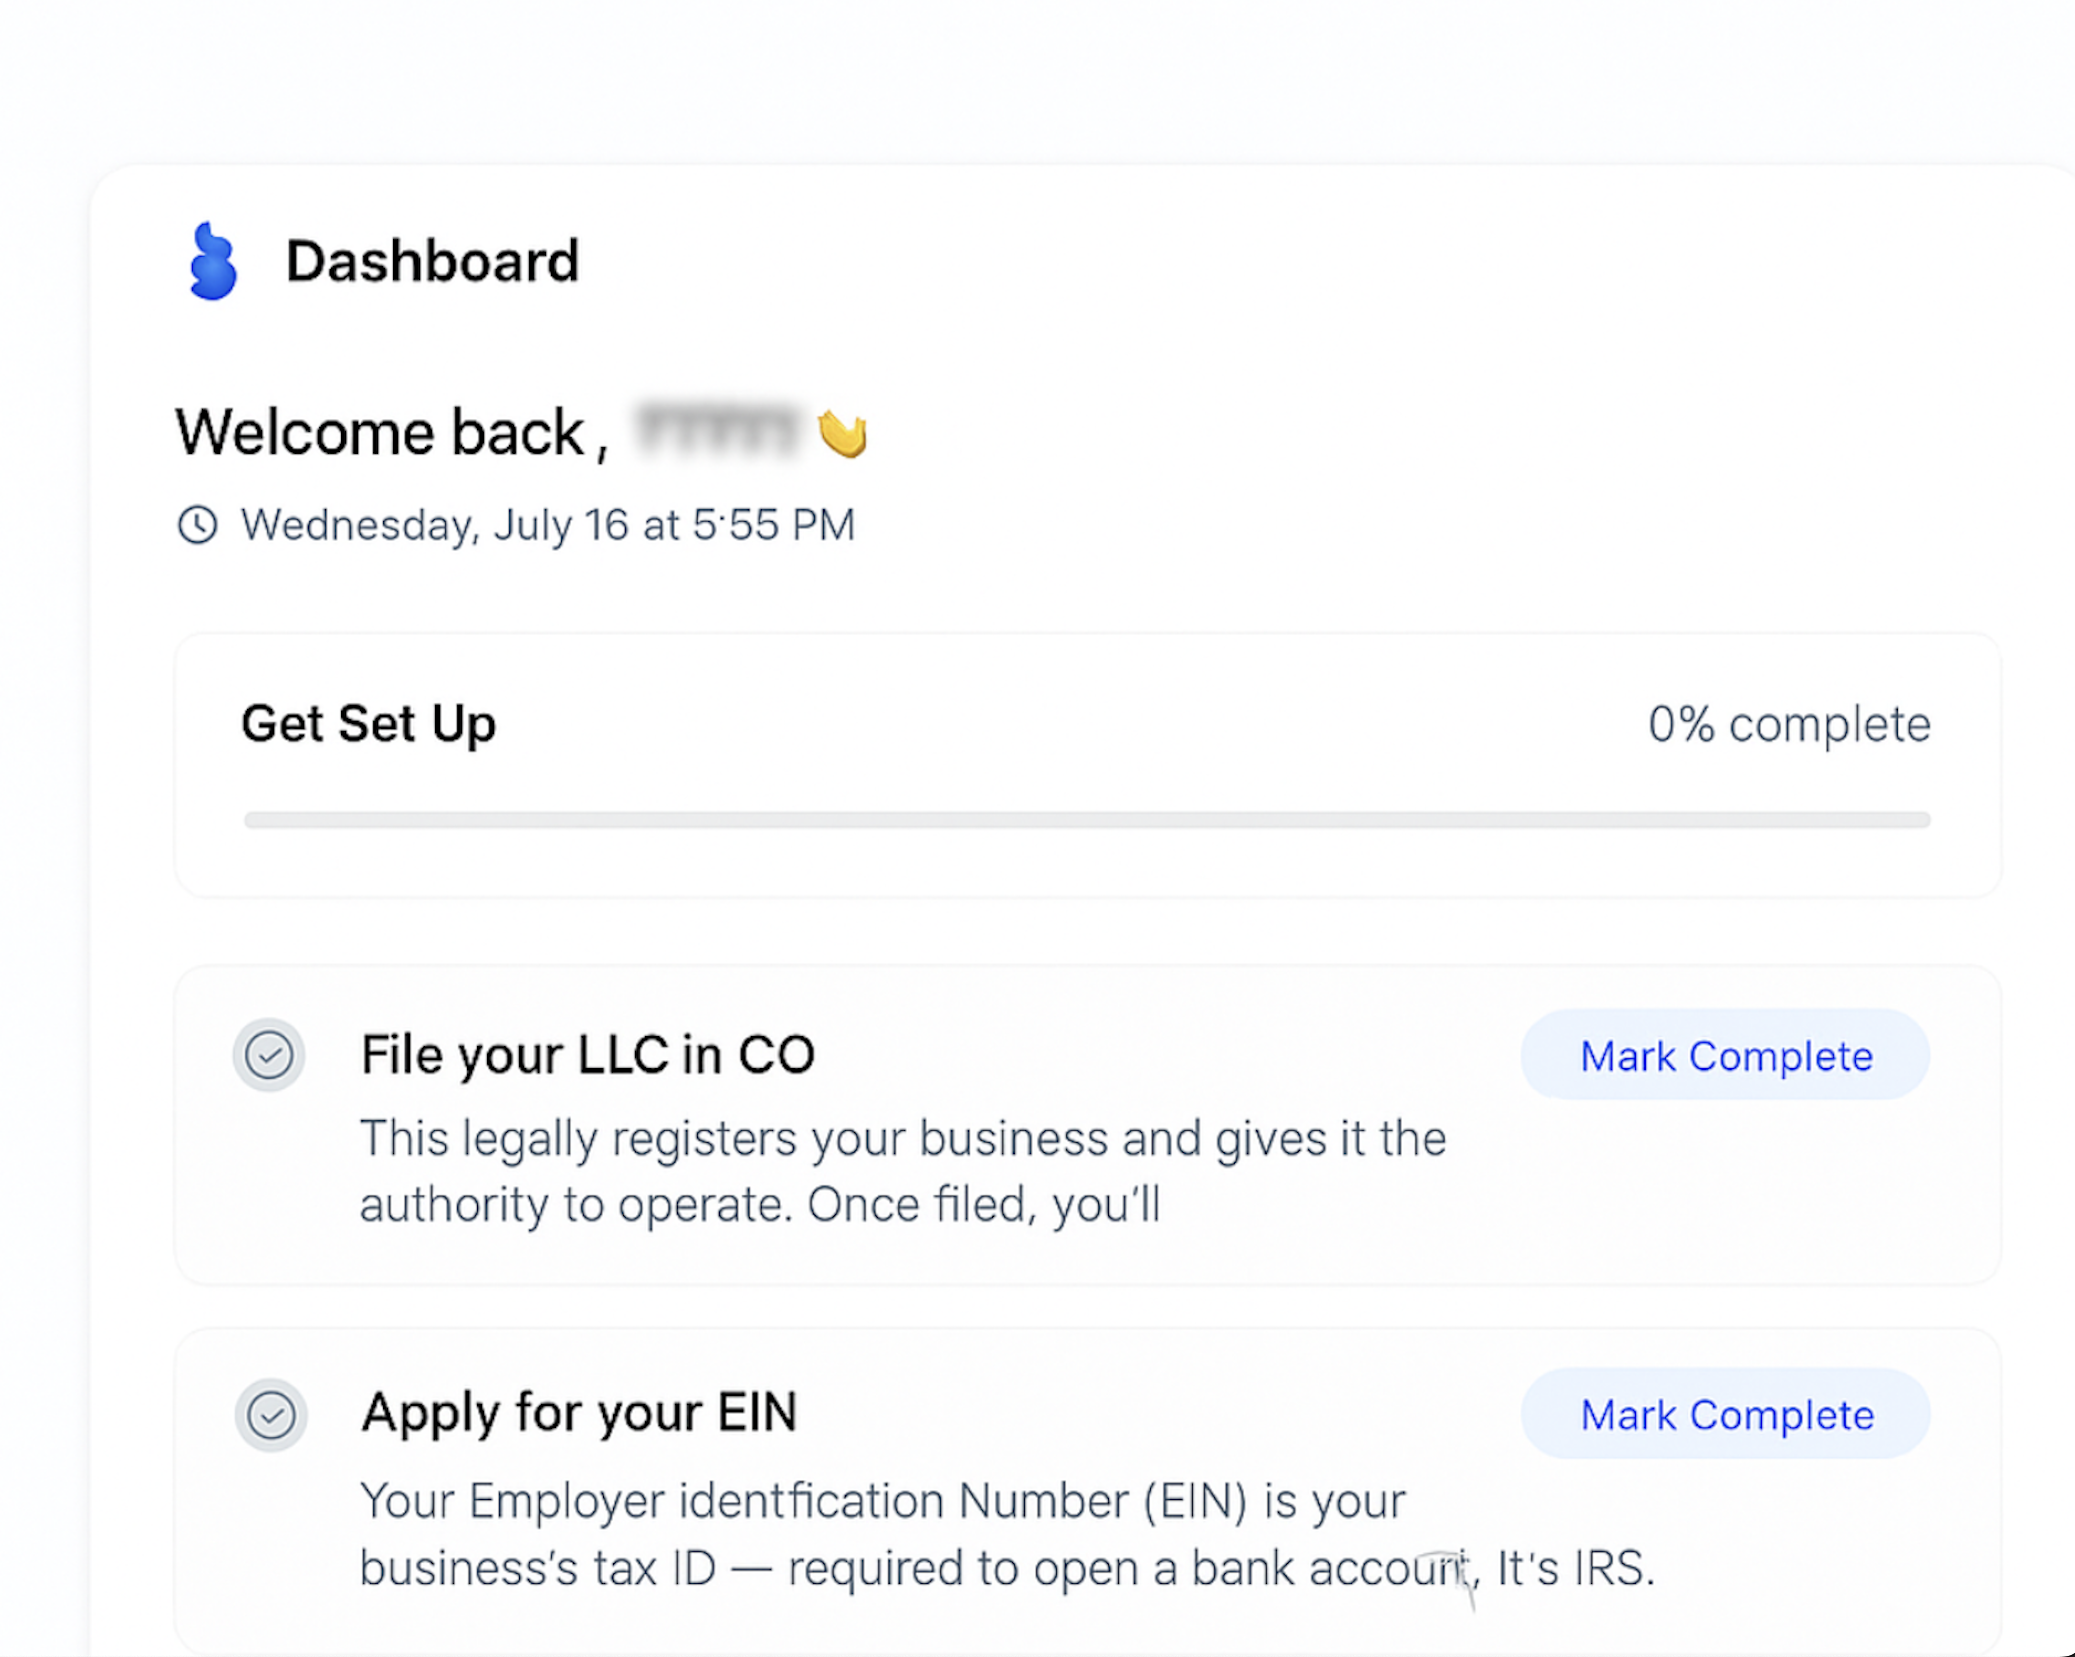 Dashboard
Welcome back,
Wednesday, July 16 at 5:55 PM
Get Set Up
0% complete
File your LLC in CO
Mark Complete
This legally registers your business and gives it the
authority to operate. Once filed, you'll
Apply for your EIN
Mark Complete
Your Employer identfication Number (EIN) is your
business's tax ID — required to open a bank account, It's IRS.